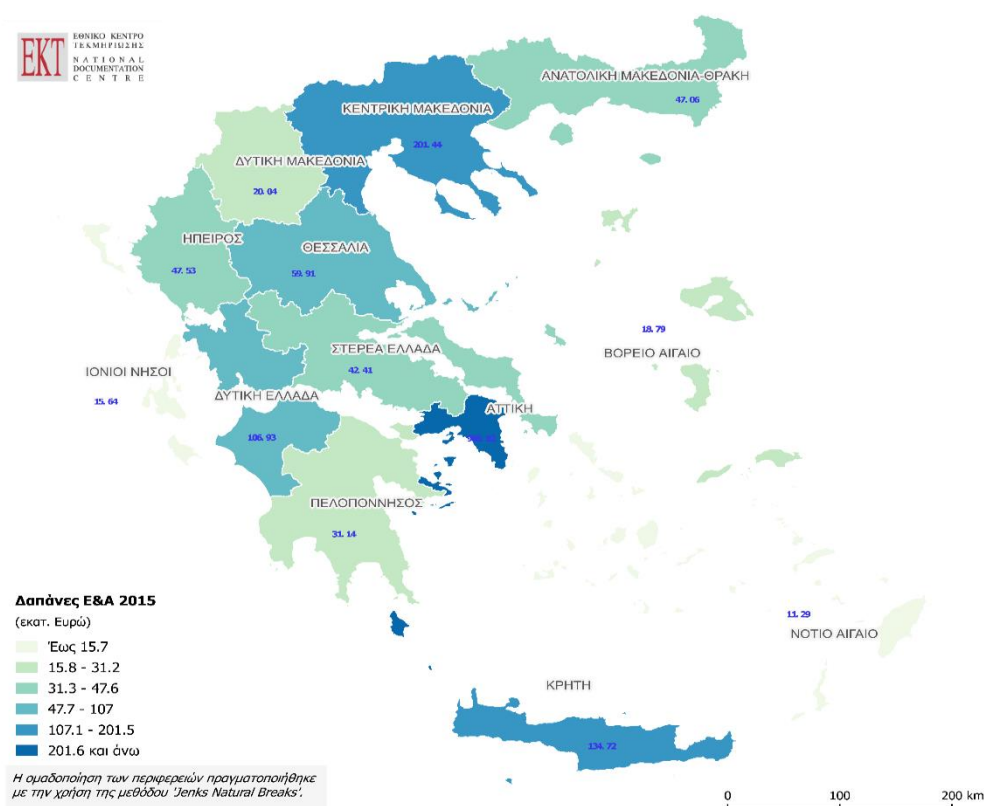 ΕΚΤ
ΕΘΝΙΚΟ ΚΕΝΤΡΟ
ΤΕΚΜΗΡΙΩΣΗΣ
NATIONAL
DOCUMENTATION
CENTRE
ΑΝΑΤΟΛΙΚΗ ΜΑΚΕΔΟΝΙΑ-ΘΡΑΚΗ
47.06
ΚΕΝΤΡΙΚΗ ΜΑΚΕΔΟΝΙΑ
201.44
ΔΥΤΙΚΗ ΜΑΚΕΔΟΝΙΑ
20.04
ΗΠΕΙΡΟΣ
47.53
ΘΕΣΣΑΛΙΑ
59.91
18.79
ΒΟΡΕΙΟ ΑΙΓΑΙΟ
ΣΤΕΡΕΑ ΕΛΛΑΔΑ
42.41
ΙΟΝΙΟΙ ΝΗΣΟΙ
15.64
ΔΥΤΙΚΗ ΕΛΛΑΔΑ
106.93
ΑΤΤΙΚΗ
ΠΕΛΟΠΟΝΝΗΣΟΣ
31.14
11.29
ΝΟΤΙΟ ΑΙΓΑΙΟ
ΚΡΗΤΗ
134.72
Δαπάνες Ε&Α 2015
(εκατ. Ευρώ)
Έως 15.7
15.8 - 31.2
31.3 - 47.6
47.7 - 107
107.1 - 201.5
201.6 και άνω
Η ομαδοποίηση των περιφερειών πραγματοποιήθηκε
με την χρήση της μεθόδου 'Jenks Natural Breaks'.
0 100 200 km